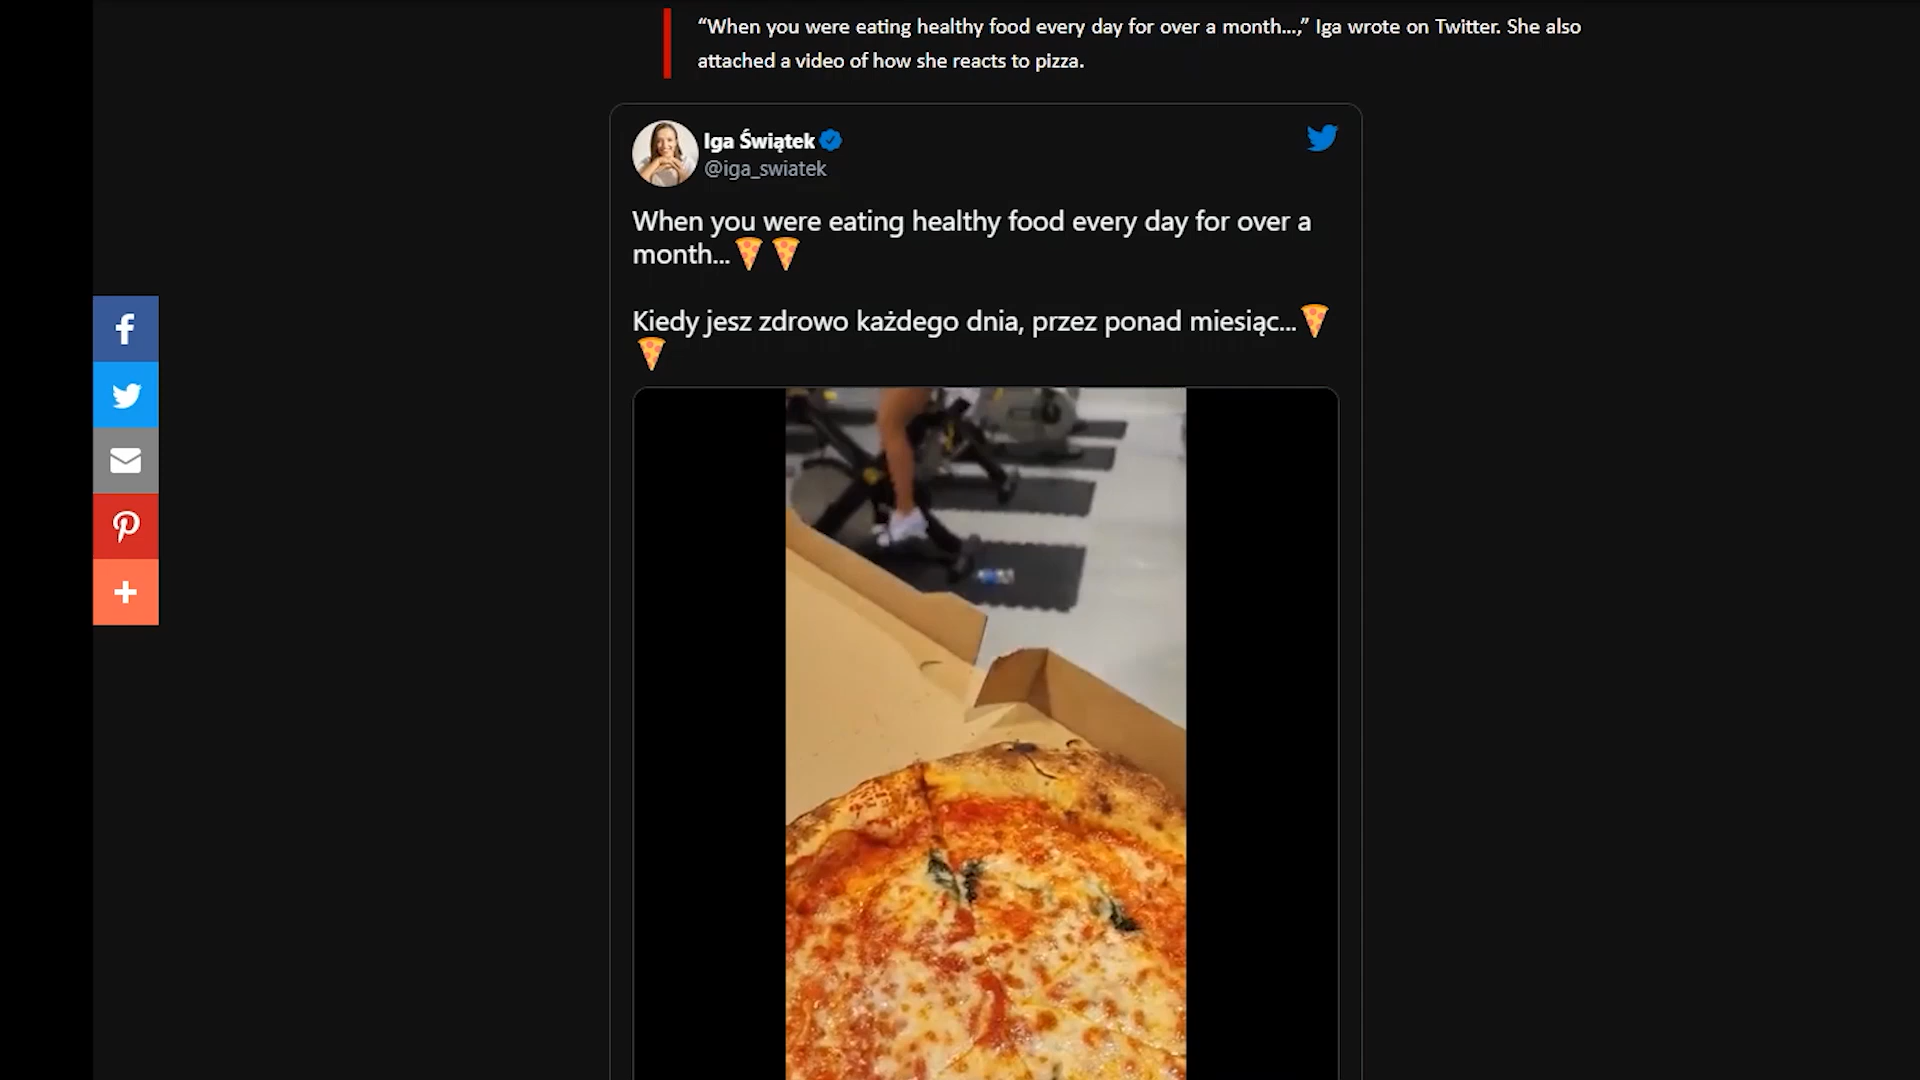 “When you were eating healthy food every day for over a month...,” Iga wrote on Twitter. She also
attached a video of how she reacts to pizza.
Iga Świątek
@iga_swiatek
When you were eating healthy food every day for over a
month...🍕 🍕
Kiedy jesz zdrowo każdego dnia, przez ponad miesiąc...🍕
🍕